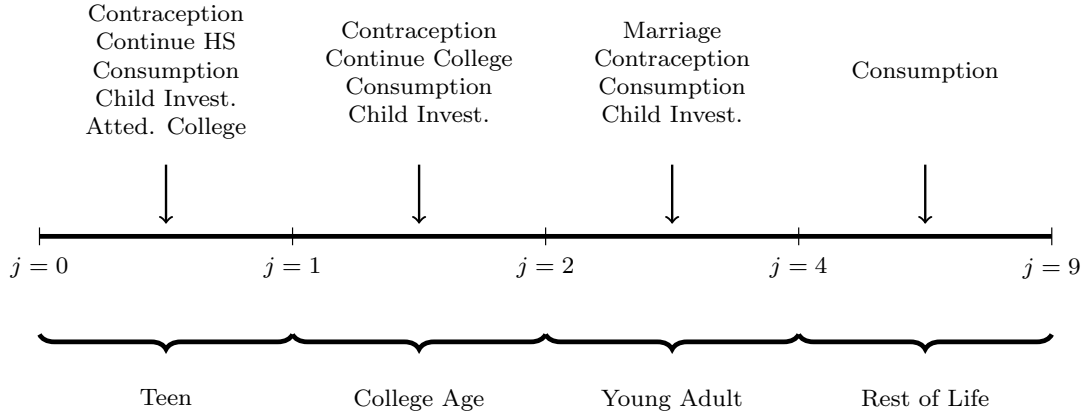 Contraception
Continue HS
Consumption
Child Invest.
Atted. College
Contraception
Continue College
Consumption
Child Invest.
Marriage
Contraception
Consumption
Child Invest.
Consumption
j = 0
j = 1
j = 2
j = 4
j = 9
Teen
College Age
Young Adult
Rest of Life